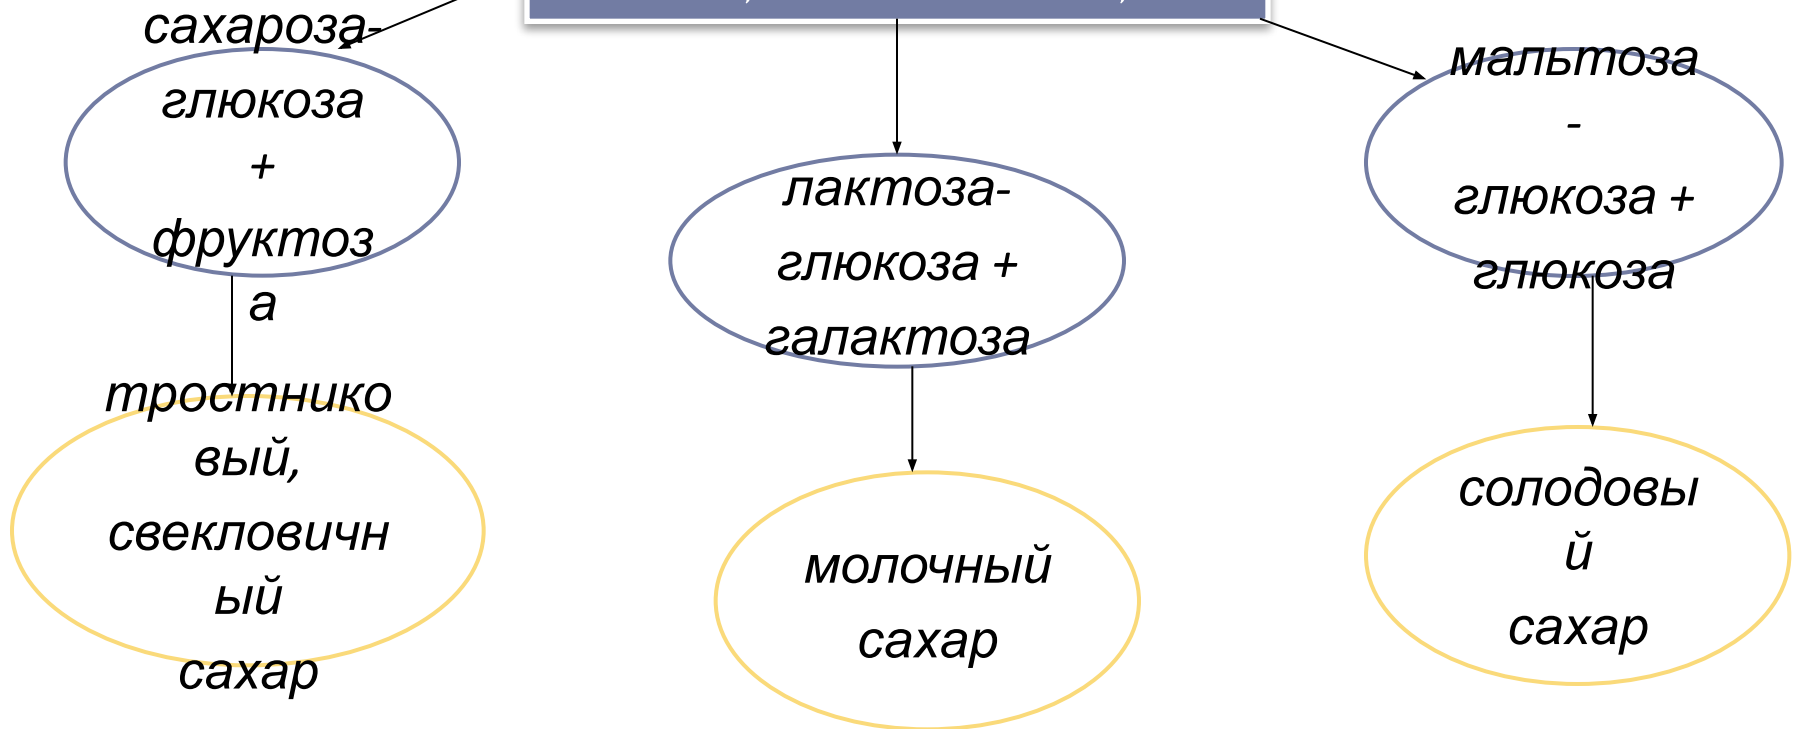 сахароза-
глюкоза
+
фруктоз
а
тростнико
вый,
свекловичн
ый
сахар
лактоза-
глюкоза +
галактоза
молочный
сахар
мальтоза
-
глюкоза +
глюкоза
солодовы
й
сахар